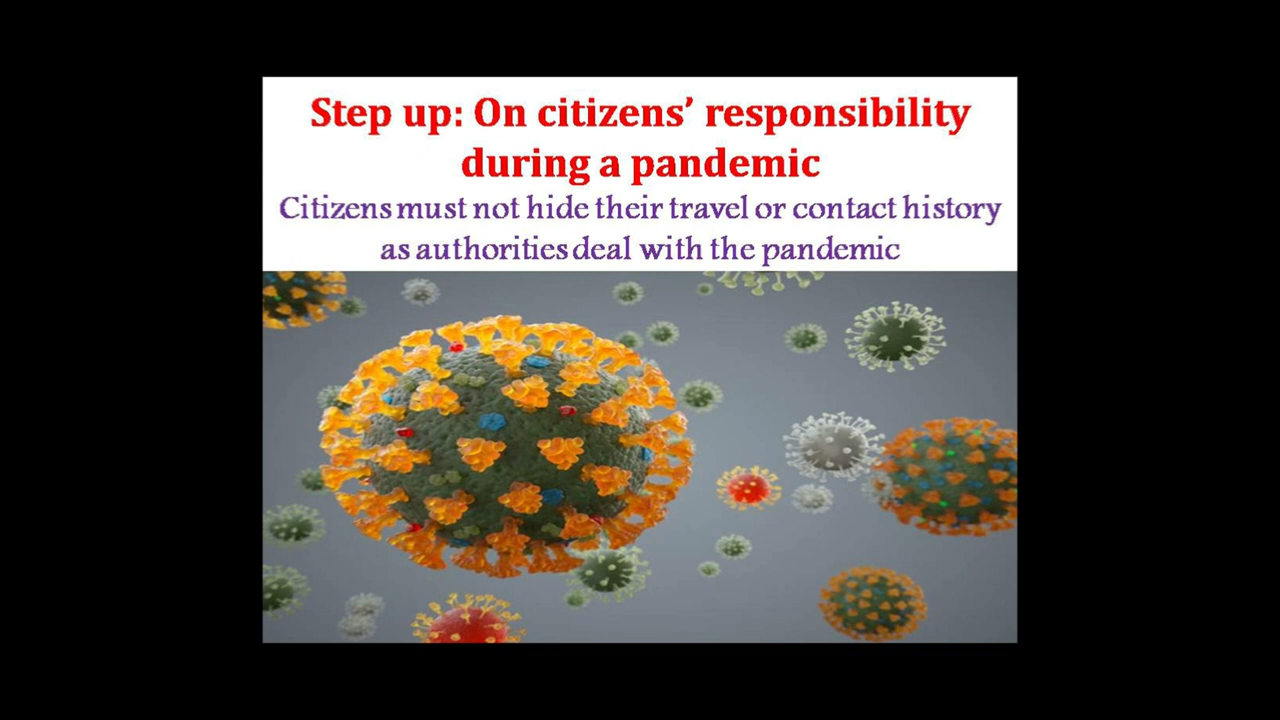 Step up: On citizens’ responsibility
during a pandemic
Citizens must not hide their travel or contact history
as authorities deal with the pandemic